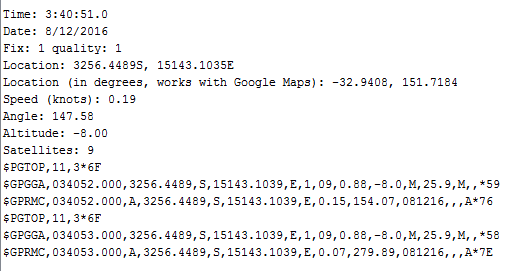 Time: 3:40:51.0
Date: 8/12/2016
Fix: 1 quality: 1
Location: 3256.4489S, 15143.1035E
Location (in degrees, works with Google Maps): -32.9408, 151.7184
Speed (knots): 0.19
Angle: 147.58
Altitude: -8.00
Satellites: 9
$PGTOP,11,3*6F
$GPGGA,034052.000,3256.4489,S,15143.1039,E,1,09,0.88,-8.0,M,25.9,M,,*59
$GPRMC,034052.000,A,3256.4489,S,15143.1039,E,0.15,154.07,081216,,,A*76
$PGTOP,11,3*6F
$GPGGA,034053.000,3256.4489,S,15143.1039,E,1,09,0.88,-8.0,M,25.9,M,,*58
$GPRMC,034053.000,A,3256.4489,S,15143.1039,E,0.07,279.89,081216,,,A*7E